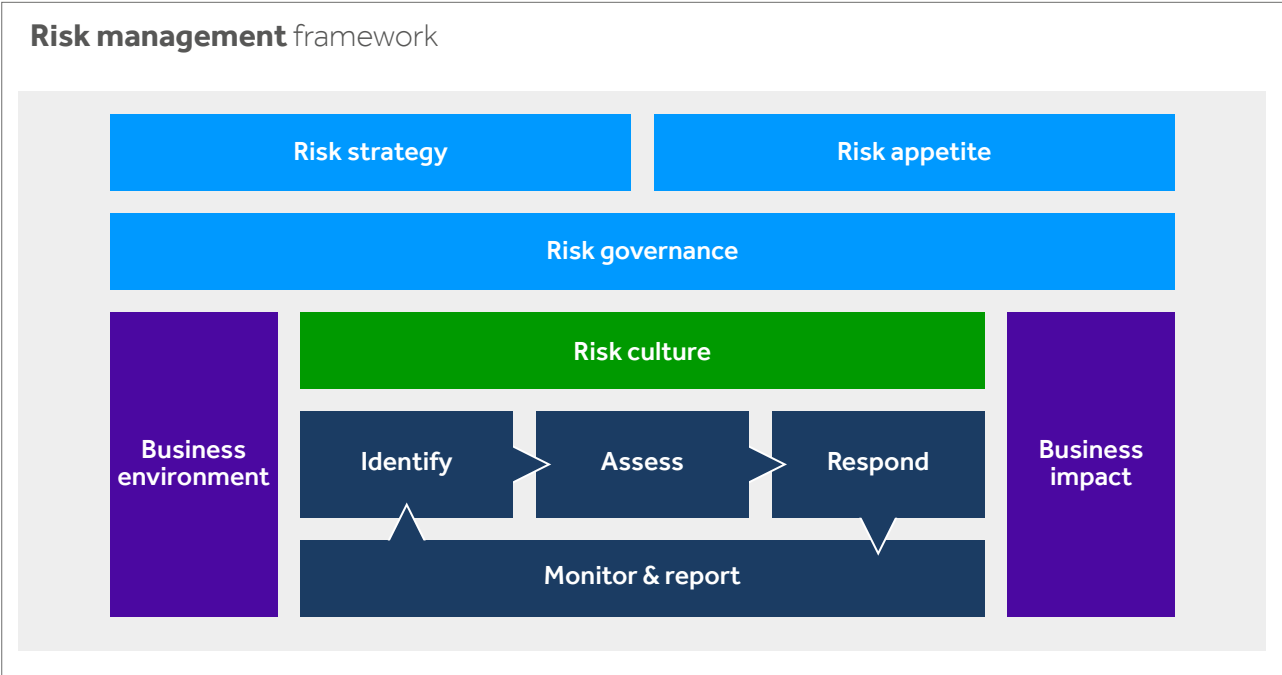 Risk management framework
Risk strategy
Risk appetite
Risk governance
Risk culture
Business
environment
Identify
Assess
Respond
Business
impact
Monitor & report